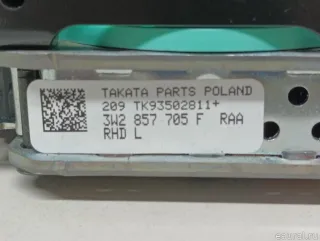 TAKATA PARTS POLAND
209 TK93502811+
3W2 857 705 F RAA
RHD L